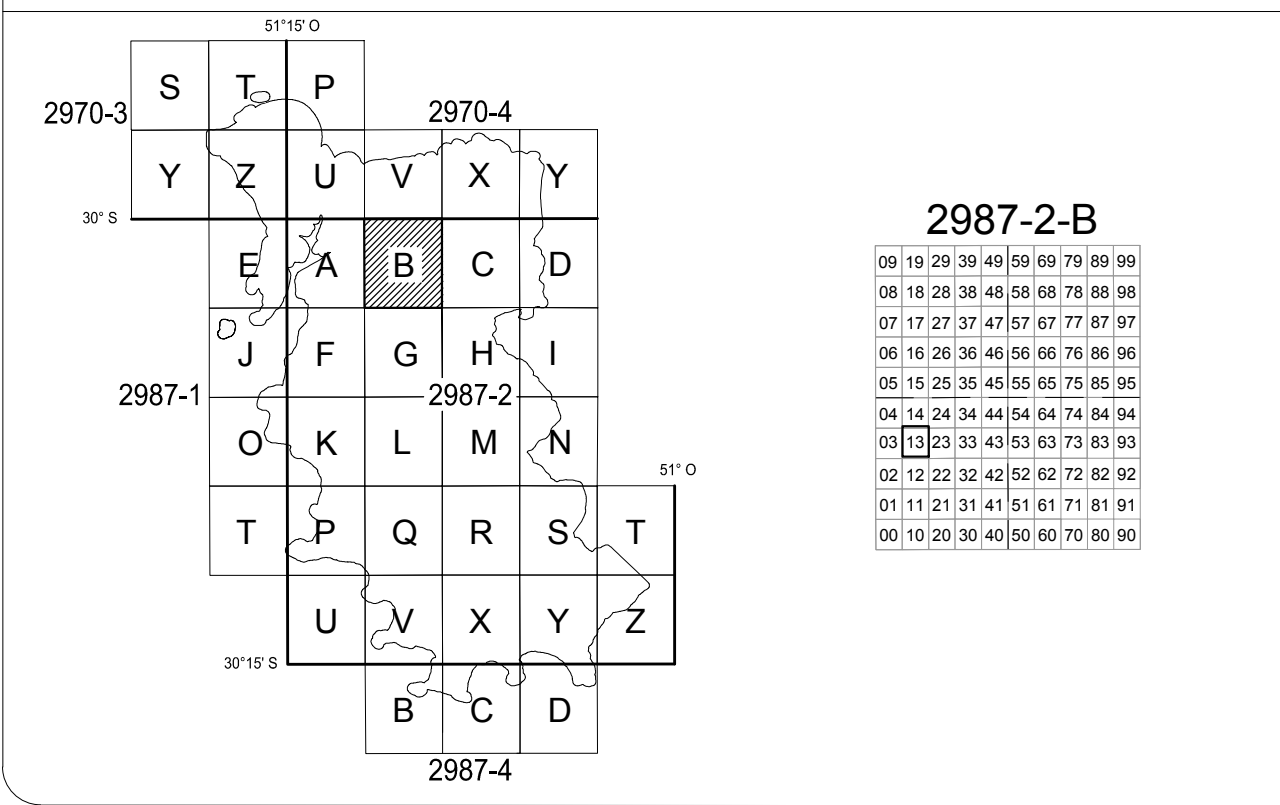 51°15' O
S T P
2970-3
2970-4
Y Z U V X Y
30° S
E A B C D
J F G H I
2987-1
2987-2
O K L M N
51° O
T P Q R S T
U V X Y Z
30°15' S
B C D
2987-4
2987-2-B
09 19 29 39 49 59 69 79 89 99
08 18 28 38 48 58 68 78 88 98
07 17 27 37 47 57 67 77 87 97
06 16 26 36 46 56 66 76 86 96
05 15 25 35 45 55 65 75 85 95
04 14 24 34 44 54 64 74 84 94
03 13 23 33 43 53 63 73 83 93
02 12 22 32 42 52 62 72 82 92
01 11 21 31 41 51 61 71 81 91
00 10 20 30 40 50 60 70 80 90